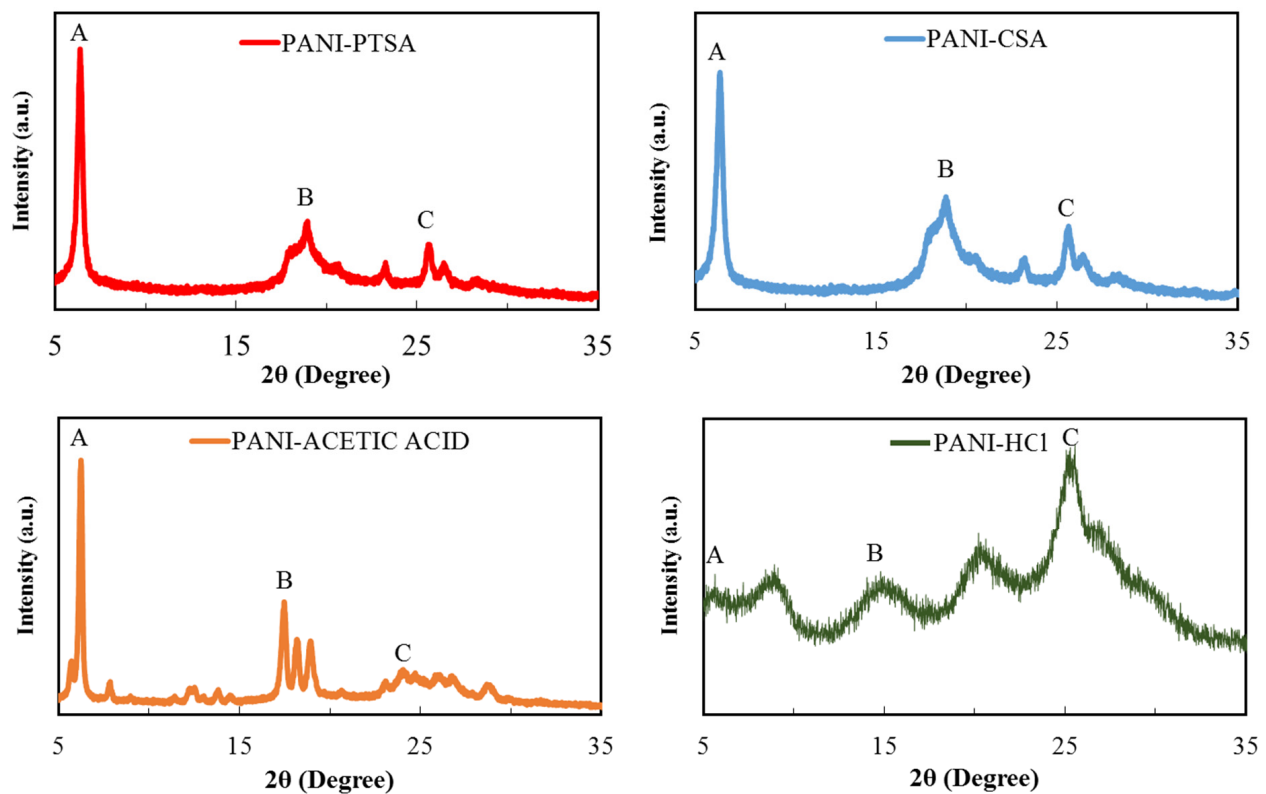 PANI-PTSA
A
B
C
Intensity (a.u.)
5
15
25
35
2θ (Degree)
PANI-CSA
A
B
C
Intensity (a.u.)
5
15
25
35
2θ (Degree)
PANI-ACETIC ACID
A
B
C
Intensity (a.u.)
5
15
25
35
2θ (Degree)
PANI-HCl
A
B
C
Intensity (a.u.)
5
15
25
35
2θ (Degree)